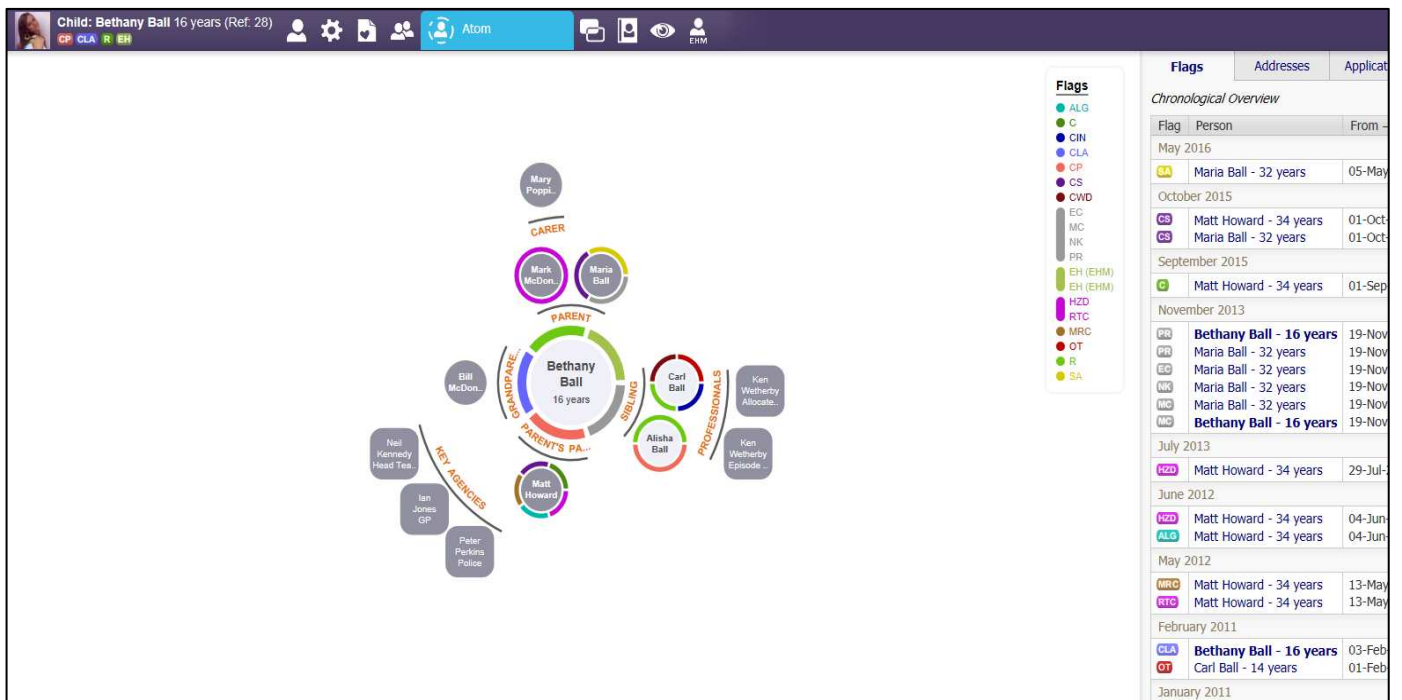 Child: Bethany Ball 16 years (Ref: 28)
CP CLA R EH
Atom
EHM
Mary
Poppi..
CARER
Mark
McDon..
Maria
Ball
PARENT
Bethany
Ball
16 years
GRANDPARE...
Bill
McDon..
SIBLING
Carl
Ball
Alisha
Ball
PROFESSIONALS
Ken
Wetherby
Allocate..
Ken
Wetherby
Episode ..
PARENT'S PA...
Matt
Howard
KEY AGENCIES
Neil
Kennedy
Head Tea..
Ian
Jones
GP
Peter
Perkins
Police
Flags
ALG
C
CIN
CLA
CP
CS
CWD
EC
MC
NK
PR
EH (EHM)
EH (EHM)
HZD
RTC
MRC
OT
R
SA
Flags Addresses Applicat
Chronological Overview
Flag Person From -
May 2016
SA Maria Ball - 32 years 05-May
October 2015
CS Matt Howard - 34 years 01-Oct-
CS Maria Ball - 32 years 01-Oct-
September 2015
C Matt Howard - 34 years 01-Sep
November 2013
PR Bethany Ball - 16 years 19-Nov
PR Maria Ball - 32 years 19-Nov
EC Maria Ball - 32 years 19-Nov
NK Maria Ball - 32 years 19-Nov
MC Maria Ball - 32 years 19-Nov
MC Bethany Ball - 16 years 19-Nov
July 2013
HZD Matt Howard - 34 years 29-Jul-
June 2012
HZD Matt Howard - 34 years 04-Jun-
ALG Matt Howard - 34 years 04-Jun-
May 2012
MRC Matt Howard - 34 years 13-May
RTC Matt Howard - 34 years 13-May
February 2011
CLA Bethany Ball - 16 years 03-Feb-
OT Carl Ball - 14 years 01-Feb-
January 2011